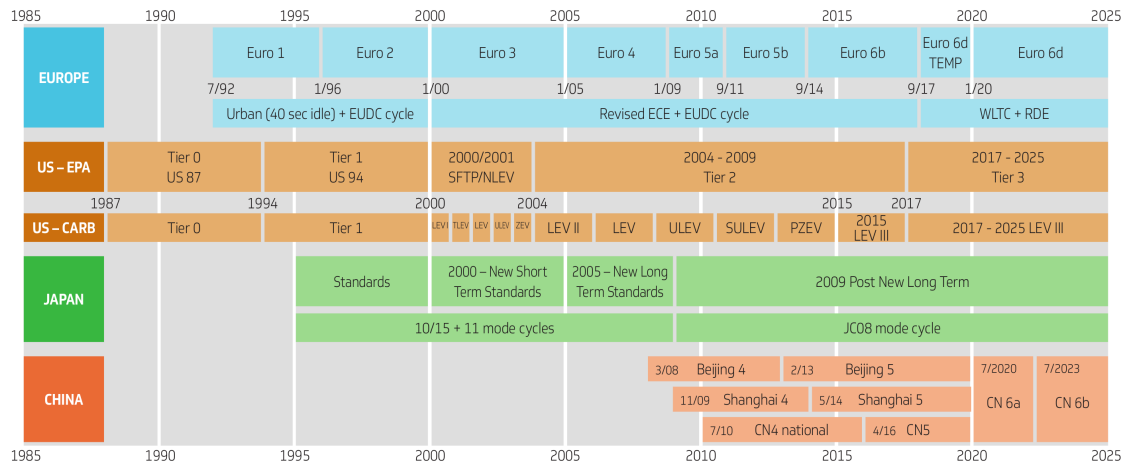 1985 1990 1995 2000 2005 2010 2015 2020 2025
EUROPE
Euro 1 Euro 2 Euro 3 Euro 4 Euro 5a Euro 5b Euro 6b Euro 6d Euro 6d
TEMP
7/92 1/96 1/00 1/05 1/09 9/11 9/14 9/17 1/20
Urban (40 sec idle) + EUDC cycle Revised ECE + EUDC cycle WLTC + RDE
US – EPA
Tier 0 Tier 1 2000/2001 2004 - 2009 2017 - 2025
US 87 US 94 SFTP/NLEV Tier 2 Tier 3
1987 1994 2000 2004 2015 2017
US – CARB Tier 0 Tier 1 LEV I TLEV LEV ULEV ZEV LEV II LEV ULEV SULEV PZEV 2015 2017 - 2025 LEV III
LEV III
JAPAN
Standards 2000 – New Short 2005 – New Long 2009 Post New Long Term
Term Standards Term Standards
10/15 + 11 mode cycles JC08 mode cycle
CHINA
3/08 Beijing 4 2/13 Beijing 5 7/2020 7/2023
11/09 Shanghai 4 5/14 Shanghai 5 CN 6a CN 6b
7/10 CN4 national 4/16 CN5
1985 1990 1995 2000 2005 2010 2015 2020 2025